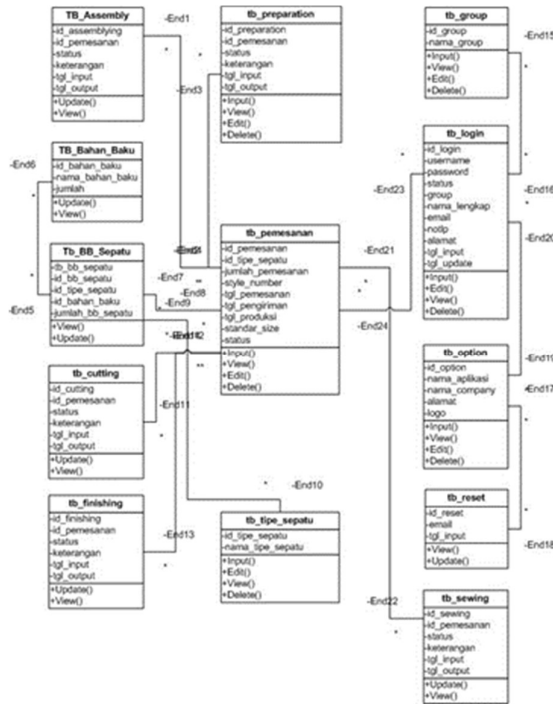 TB_Assembly
-id_assemblying
-id_pemesanan
-status
-keterangan
-tgl_input
-tgl_output
+Update()
+View()
-End1
*
-End3
*
tb_preparation
-id_preparation
-id_pemesanan
-status
-keterangan
-tgl_input
-tgl_output
+Input()
+View()
+Edit()
+Delete()
tb_group
-id_group
-nama_group
+Input()
+View()
+Edit()
+Delete()
-End15
*
TB_Bahan_Baku
-id_bahan_baku
-nama_bahan_baku
-jumlah
+Update()
+View()
-End6
*
-End5
tb_login
-id_login
-username
-password
-status
-group
-nama_lengkap
-email
-notlp
-alamat
-tgl_input
-tgl_update
+Input()
+Edit()
+View()
+Delete()
*
-End23
*
-End16
*
-End20
Tb_BB_Sepatu
-tb_bb_sepatu
-id_bb_sepatu
-id_tipe_sepatu
-id_bahan_baku
-jumlah_bb_sepatu
+View()
+Update()
-End7
-End8
-End9
*
tb_pemesanan
-id_pemesanan
-id_tipe_sepatu
-jumlah_pemesanan
-style_number
-tgl_pemesanan
-tgl_pengiriman
-tgl_produksi
-standar_size
-status
+Input()
+View()
+Edit()
+Delete()
-End21
*
-End24
tb_cutting
-id_cutting
-id_pemesanan
-status
-keterangan
-tgl_input
-tgl_output
+Update()
+View()
**
-End11
*
tb_option
-id_option
-nama_aplikasi
-nama_company
-alamat
-logo
+Input()
+View()
+Edit()
+Delete()
*
-End19
-End17
*
tb_finishing
-id_finishing
-id_pemesanan
-status
-keterangan
-tgl_input
-tgl_output
+Update()
+View()
-End13
*
*
-End10
tb_tipe_sepatu
-id_tipe_sepatu
-nama_tipe_sepatu
+Input()
+Edit()
+View()
+Delete()
tb_reset
-id_reset
-email
-tgl_input
+View()
+Update()
*
-End18
-End22
*
tb_sewing
-id_sewing
-id_pemesanan
-status
-keterangan
-tgl_input
-tgl_output
+Update()
+View()